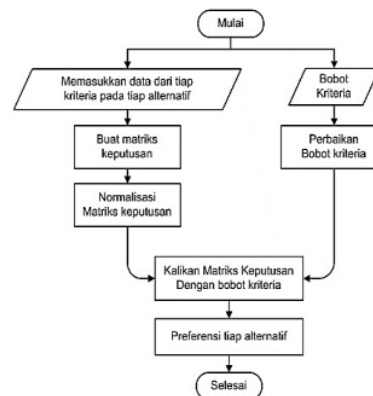 Mulai
Memasukkan data dari tiap
kriteria pada tiap alternatif
Bobot
Kriteria
Buat matriks
keputusan
Perbaikan
Bobot kriteria
Normalisasi
Matriks keputusan
Kalikan Matriks Keputusan
Dengan bobot kriteria
Preferensi tiap alternatif
Selesai